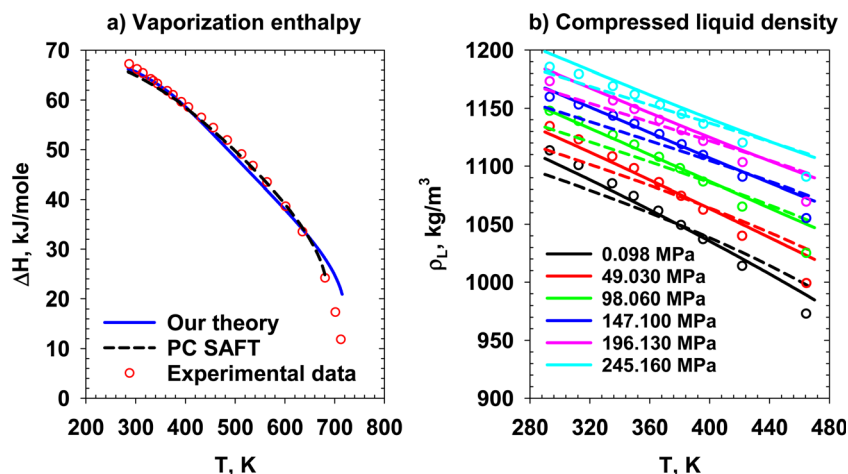 a) Vaporization enthalpy
ΔH, kJ/mole
70
60
50
40
30
20
10
0
200 300 400 500 600 700 800
T, K
Our theory
PC SAFT
Experimental data
b) Compressed liquid density
ρL, kg/m³
1200
1150
1100
1050
1000
950
900
280 320 360 400 440 480
T, K
0.098 MPa
49.030 MPa
98.060 MPa
147.100 MPa
196.130 MPa
245.160 MPa